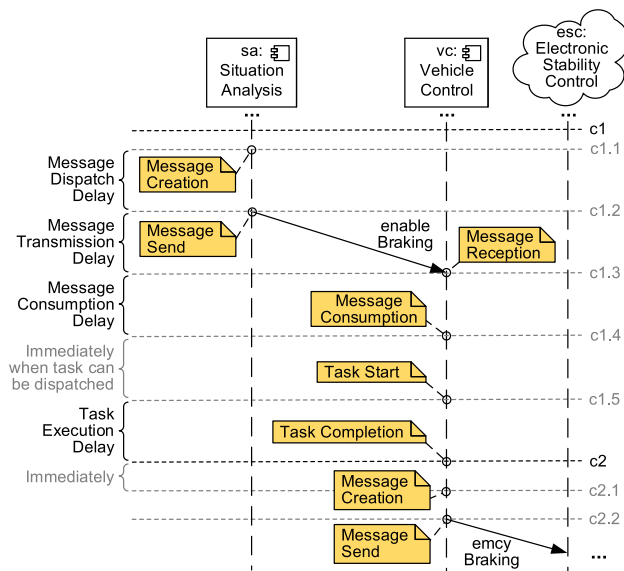 sa:
Situation
Analysis
vc:
Vehicle
Control
esc:
Electronic
Stability
Control
...
...
...
c1
c1.1
Message
Dispatch
Delay
Message
Creation
c1.2
Message
Transmission
Delay
Message
Send
enable
Braking
Message
Reception
c1.3
Message
Consumption
Delay
Message
Consumption
c1.4
Immediately
when task can
be dispatched
Task Start
c1.5
Task
Execution
Delay
Task Completion
c2
Immediately
Message
Creation
c2.1
c2.2
Message
Send
emcy
Braking
...